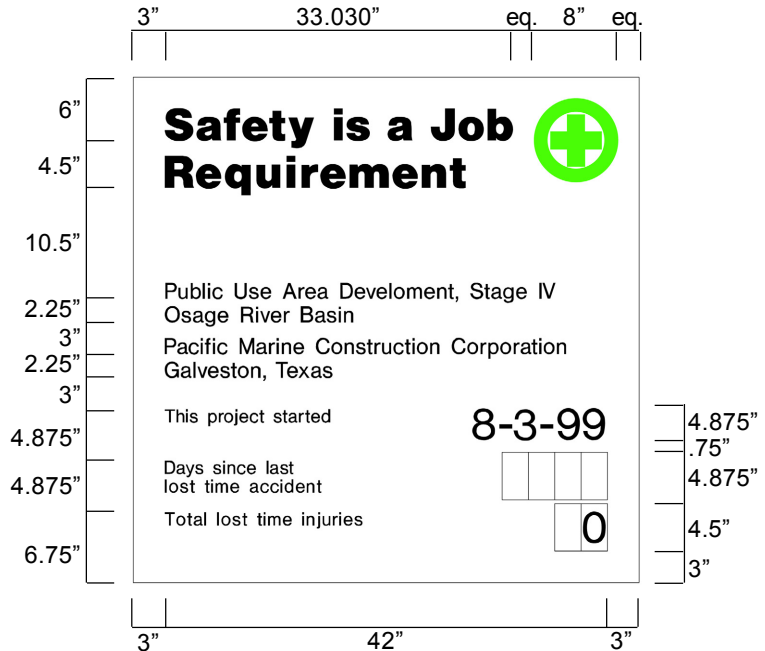 3” 33.030” eq. 8” eq.
6”
4.5”
10.5”
2.25”
3”
2.25”
3”
4.875”
4.875”
6.75”
Safety is a Job
Requirement
Public Use Area Develoment, Stage IV
Osage River Basin
Pacific Marine Construction Corporation
Galveston, Texas
This project started 8-3-99
Days since last
lost time accident
Total lost time injuries 0
4.875”
.75”
4.875”
4.5”
3”
3” 42” 3”